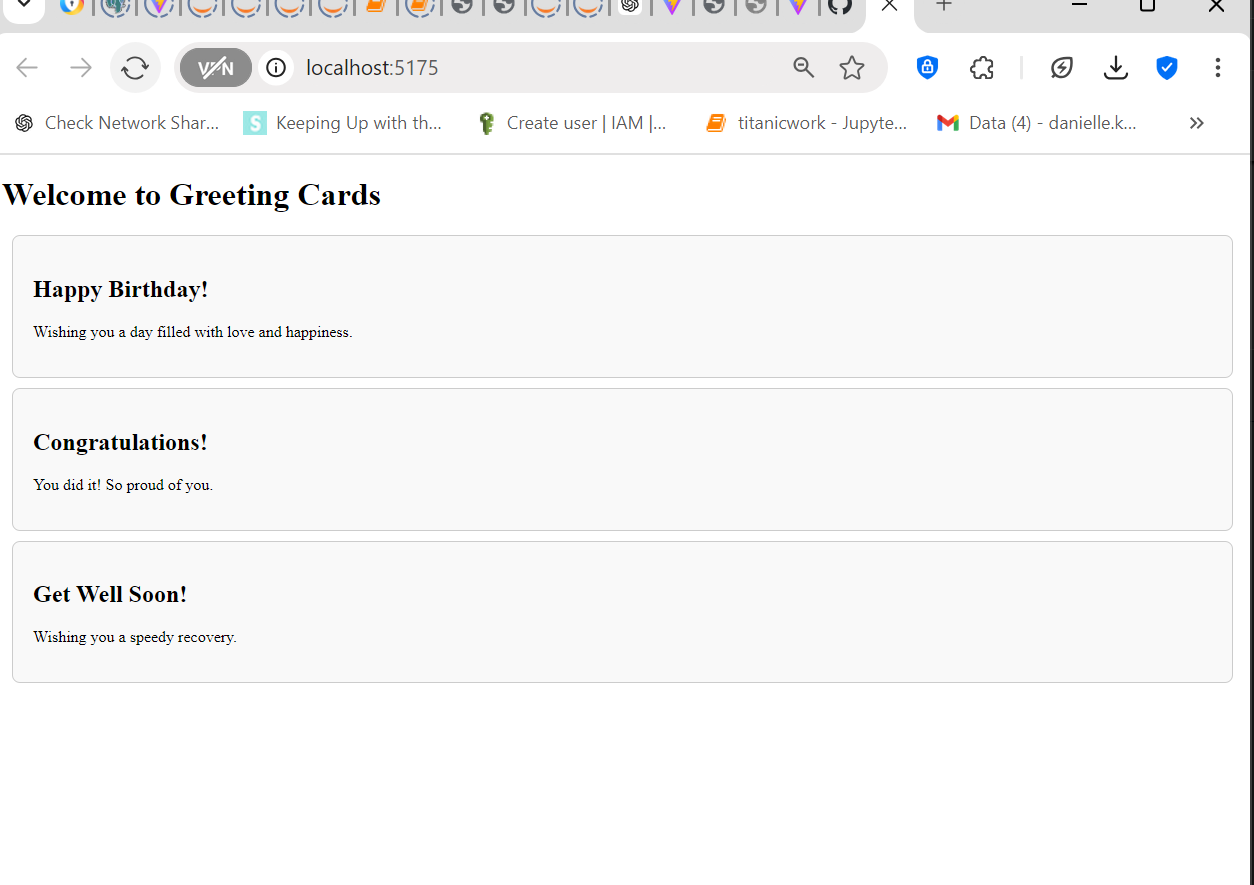 VPN
localhost:5175
Check Network Shar...
Keeping Up with th...
Create user | IAM |...
titanicwork - Jupyte...
Data (4) - danielle.k...
Welcome to Greeting Cards
Happy Birthday!
Wishing you a day filled with love and happiness.
Congratulations!
You did it! So proud of you.
Get Well Soon!
Wishing you a speedy recovery.